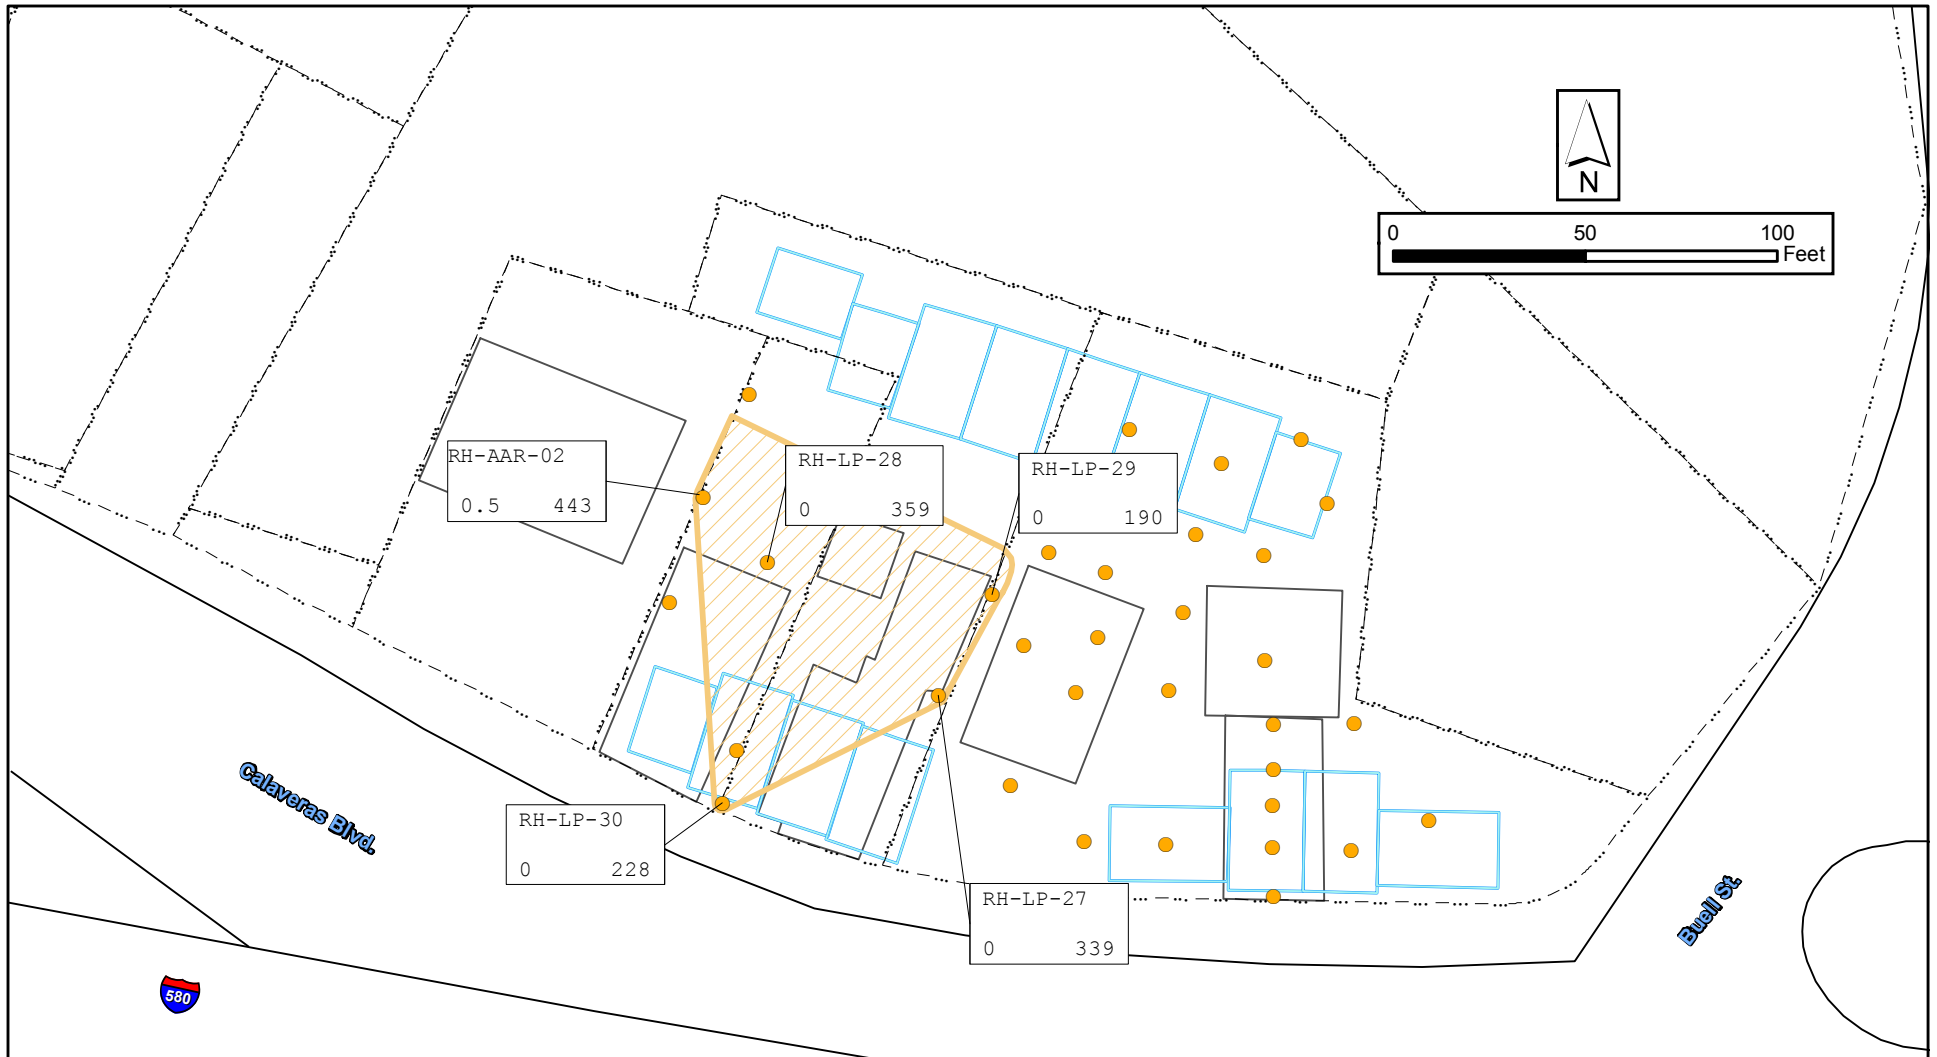 N
0 50 100
Feet
RH-AAR-02
0.5 443
RH-LP-28
0 359
RH-LP-29
0 190
RH-LP-30
0 228
RH-LP-27
0 339
Calaveras Blvd.
Buell St.
580